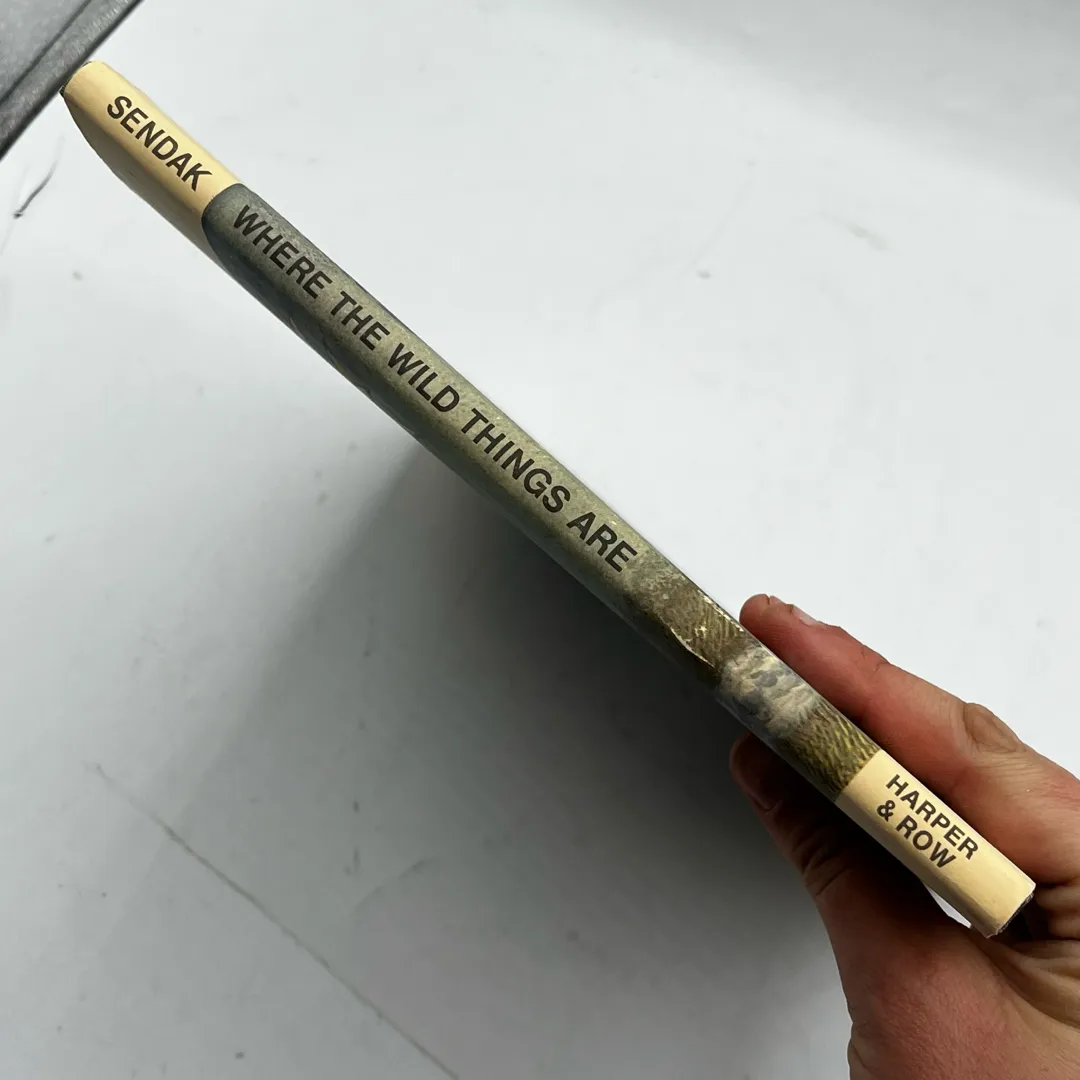 SENDAK
WHERE THE WILD THINGS ARE
HARPER
& ROW